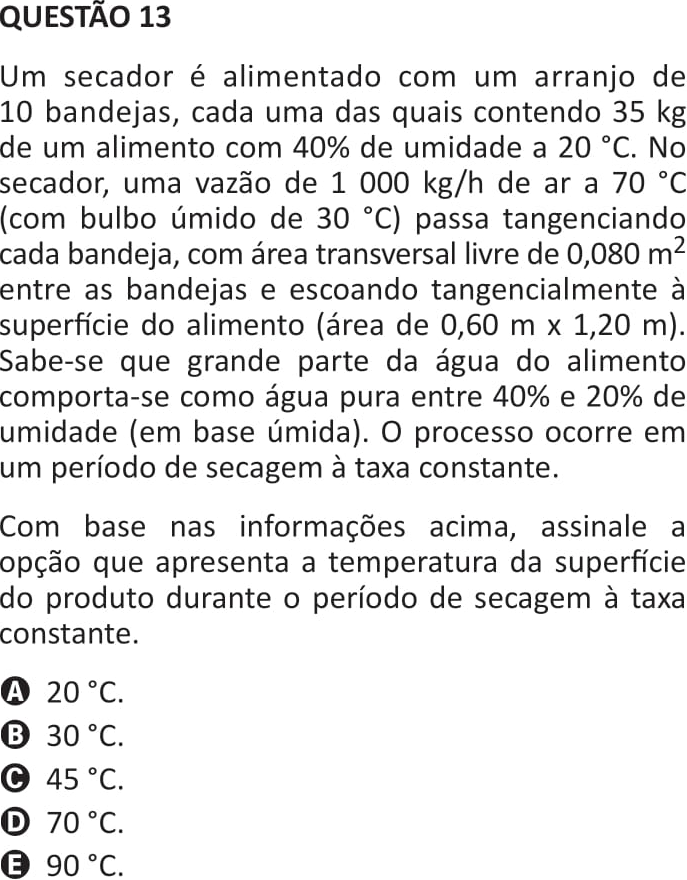 QUESTÃO 13
Um secador é alimentado com um arranjo de
10 bandejas, cada uma das quais contendo 35 kg
de um alimento com 40% de umidade a 20 °C. No
secador, uma vazão de 1 000 kg/h de ar a 70 °C
(com bulbo úmido de 30 °C) passa tangenciando
cada bandeja, com área transversal livre de 0,080 m²
entre as bandejas e escoando tangencialmente à
superfície do alimento (área de 0,60 m x 1,20 m).
Sabe-se que grande parte da água do alimento
comporta-se como água pura entre 40% e 20% de
umidade (em base úmida). O processo ocorre em
um período de secagem à taxa constante.
Com base nas informações acima, assinale a
opção que apresenta a temperatura da superfície
do produto durante o período de secagem à taxa
constante.
A 20 °C.
B 30 °C.
C 45 °C.
D 70 °C.
E 90 °C.